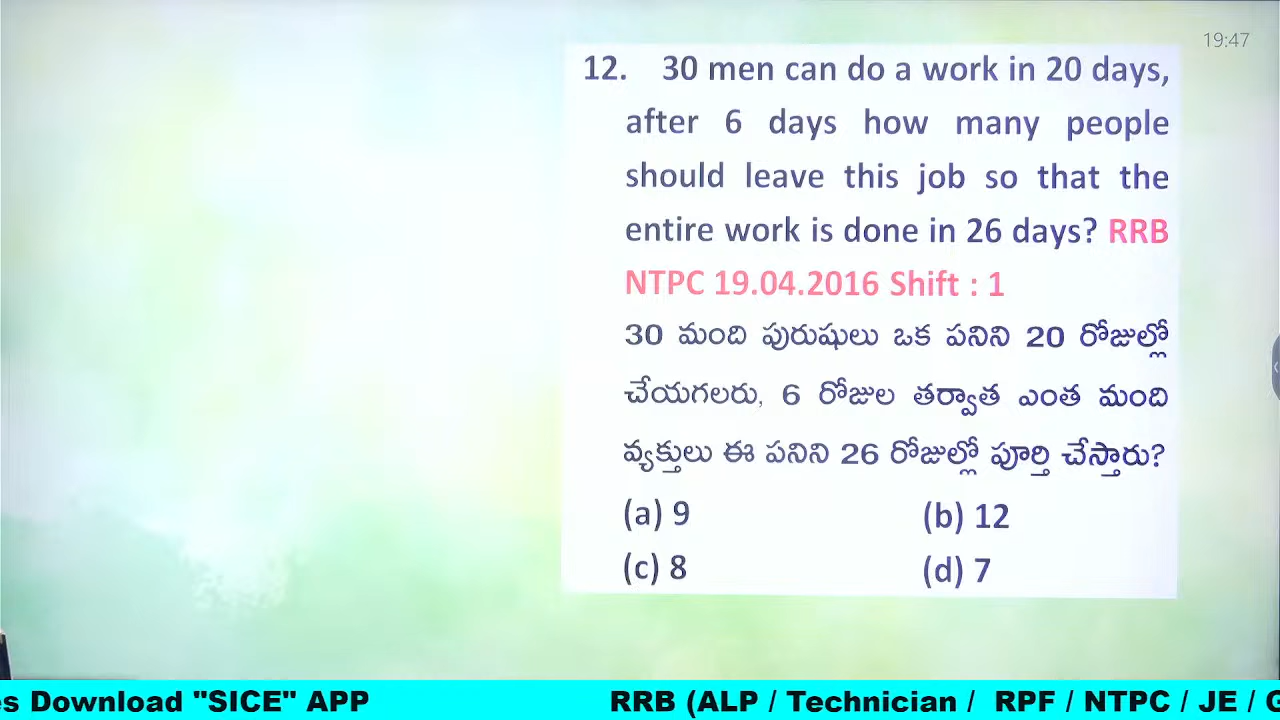 19:47
12. 30 men can do a work in 20 days,
after 6 days how many people
should leave this job so that the
entire work is done in 26 days? RRB
NTPC 19.04.2016 Shift : 1
30 మంది పురుషులు ఒక పనిని 20 రోజుల్లో
చేయగలరు, 6 రోజుల తర్వాత ఎంత మంది
వ్యక్తులు ఈ పనిని 26 రోజుల్లో పూర్తి చేస్తారు?
(a) 9 (b) 12
(c) 8 (d) 7
es Download "SICE" APP RRB (ALP / Technician / RPF / NTPC / JE / G